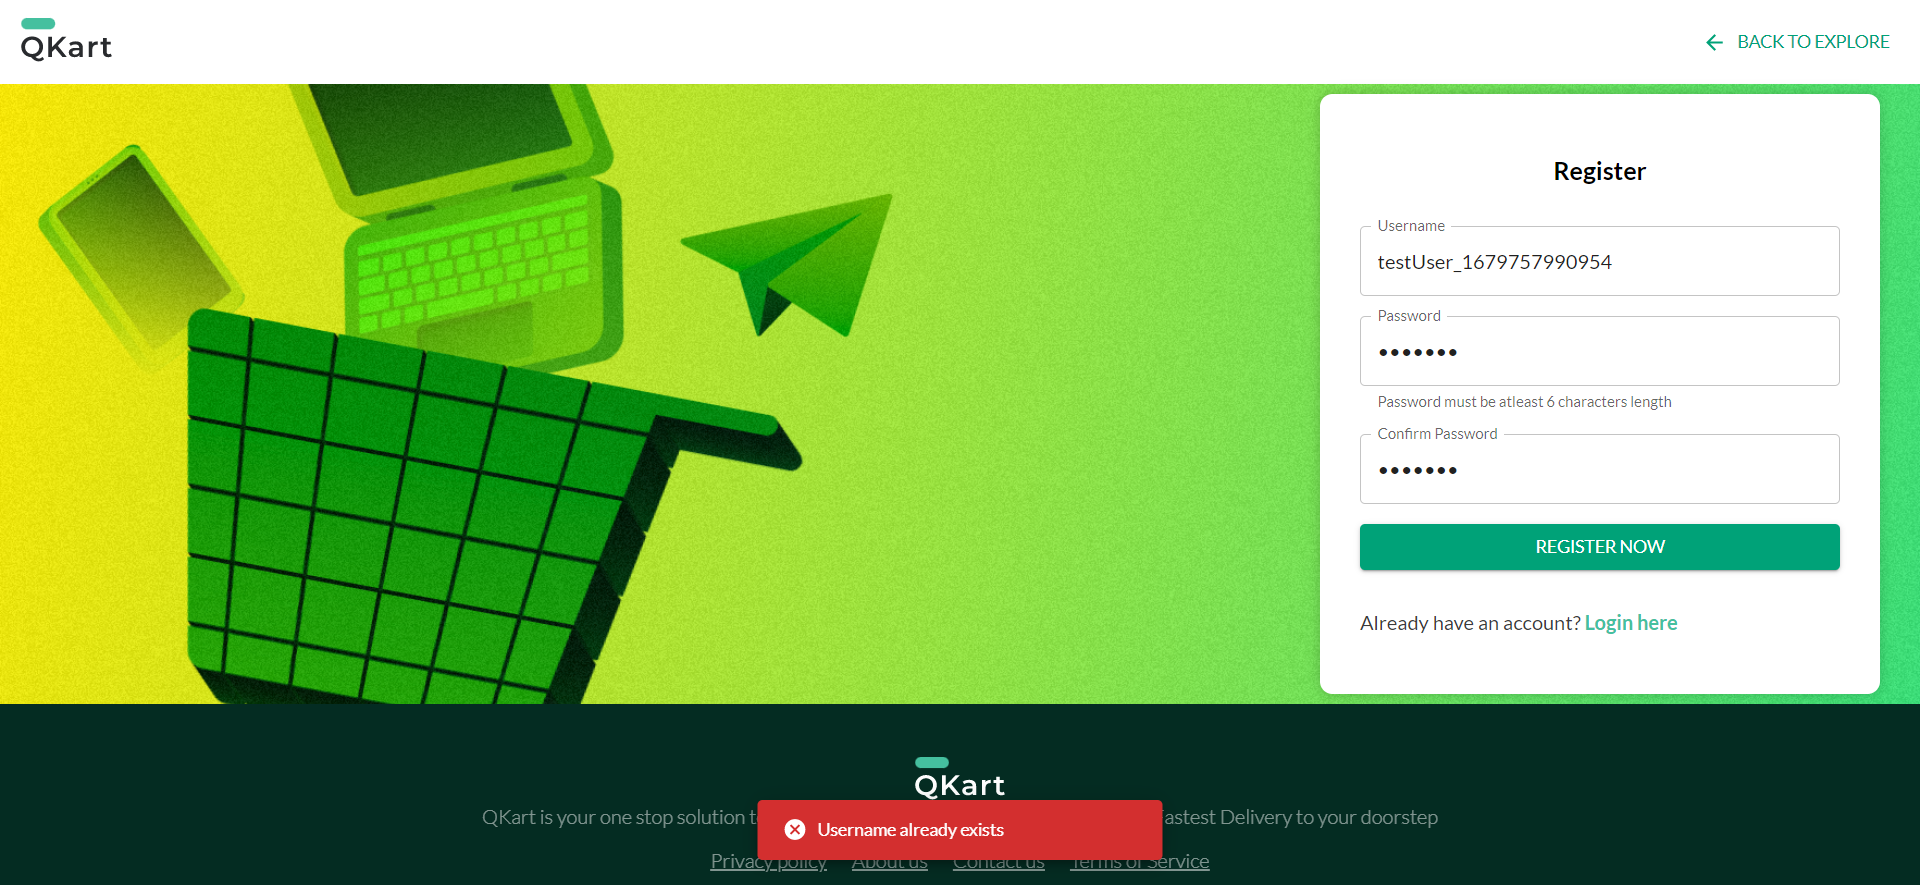 QKart
BACK TO EXPLORE
Register
Username
testUser_1679757990954
Password
•••••••
Password must be atleast 6 characters length
Confirm Password
•••••••
REGISTER NOW
Already have an account? Login here
QKart
QKart is your one stop solution t astest Delivery to your doorstep
Username already exists
Privacy policy About us Contact us Terms of Service